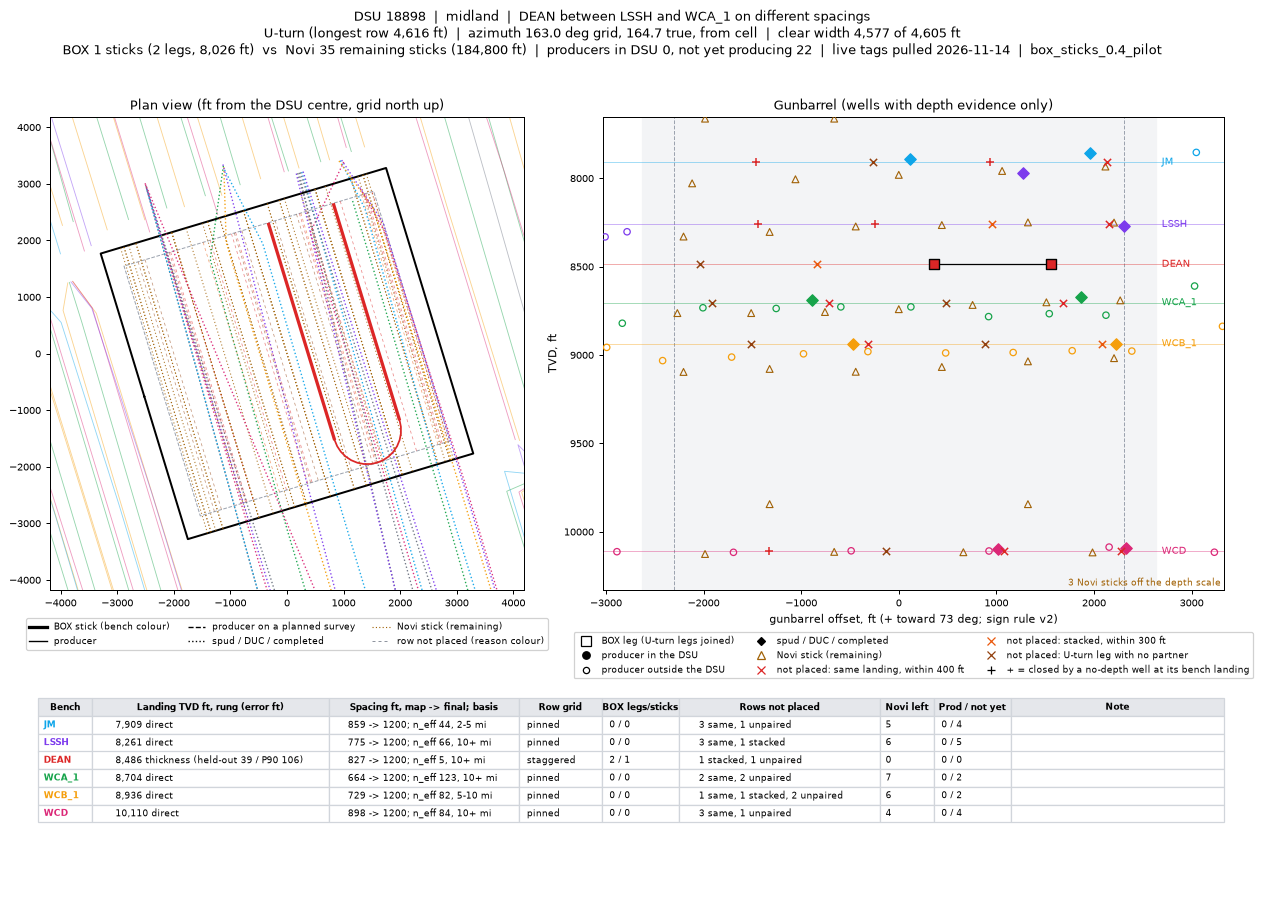 DSU 18898 | midland | DEAN between LSSH and WCA_1 on different spacings
U-turn (longest row 4,616 ft) | azimuth 163.0 deg grid, 164.7 true, from cell | clear width 4,577 of 4,605 ft
BOX 1 sticks (2 legs, 8,026 ft) vs Novi 35 remaining sticks (184,800 ft) | producers in DSU 0, not yet producing 22 | live tags pulled 2026-11-14 | box_sticks_0.4_pilot
Plan view (ft from the DSU centre, grid north up)
4000
3000
2000
1000
0
−1000
−2000
−3000
−4000
−4000 −3000 −2000 −1000 0 1000 2000 3000 4000
BOX stick (bench colour)
producer
producer on a planned survey
spud / DUC / completed
Novi stick (remaining)
row not placed (reason colour)
Gunbarrel (wells with depth evidence only)
TVD, ft
8000
8500
9000
9500
10000
JM
LSSH
DEAN
WCA_1
WCB_1
WCD
3 Novi sticks off the depth scale
−3000 −2000 −1000 0 1000 2000 3000
gunbarrel offset, ft (+ toward 73 deg; sign rule v2)
BOX leg (U-turn legs joined)
producer in the DSU
producer outside the DSU
spud / DUC / completed
Novi stick (remaining)
not placed: same landing, within 400 ft
not placed: stacked, within 300 ft
not placed: U-turn leg with no partner
+ = closed by a no-depth well at its bench landing
Bench Landing TVD ft, rung (error ft) Spacing ft, map -> final; basis Row grid BOX legs/sticks Rows not placed Novi left Prod / not yet Note
JM 7,909 direct 859 -> 1200; n_eff 44, 2-5 mi pinned 0 / 0 3 same, 1 unpaired 5 0 / 4
LSSH 8,261 direct 775 -> 1200; n_eff 66, 10+ mi pinned 0 / 0 3 same, 1 stacked 6 0 / 5
DEAN 8,486 thickness (held-out 39 / P90 106) 827 -> 1200; n_eff 5, 10+ mi staggered 2 / 1 1 stacked, 1 unpaired 0 0 / 0
WCA_1 8,704 direct 664 -> 1200; n_eff 123, 10+ mi pinned 0 / 0 2 same, 2 unpaired 7 0 / 2
WCB_1 8,936 direct 729 -> 1200; n_eff 82, 5-10 mi pinned 0 / 0 1 same, 1 stacked, 2 unpaired 6 0 / 2
WCD 10,110 direct 898 -> 1200; n_eff 84, 10+ mi pinned 0 / 0 3 same, 1 unpaired 4 0 / 4